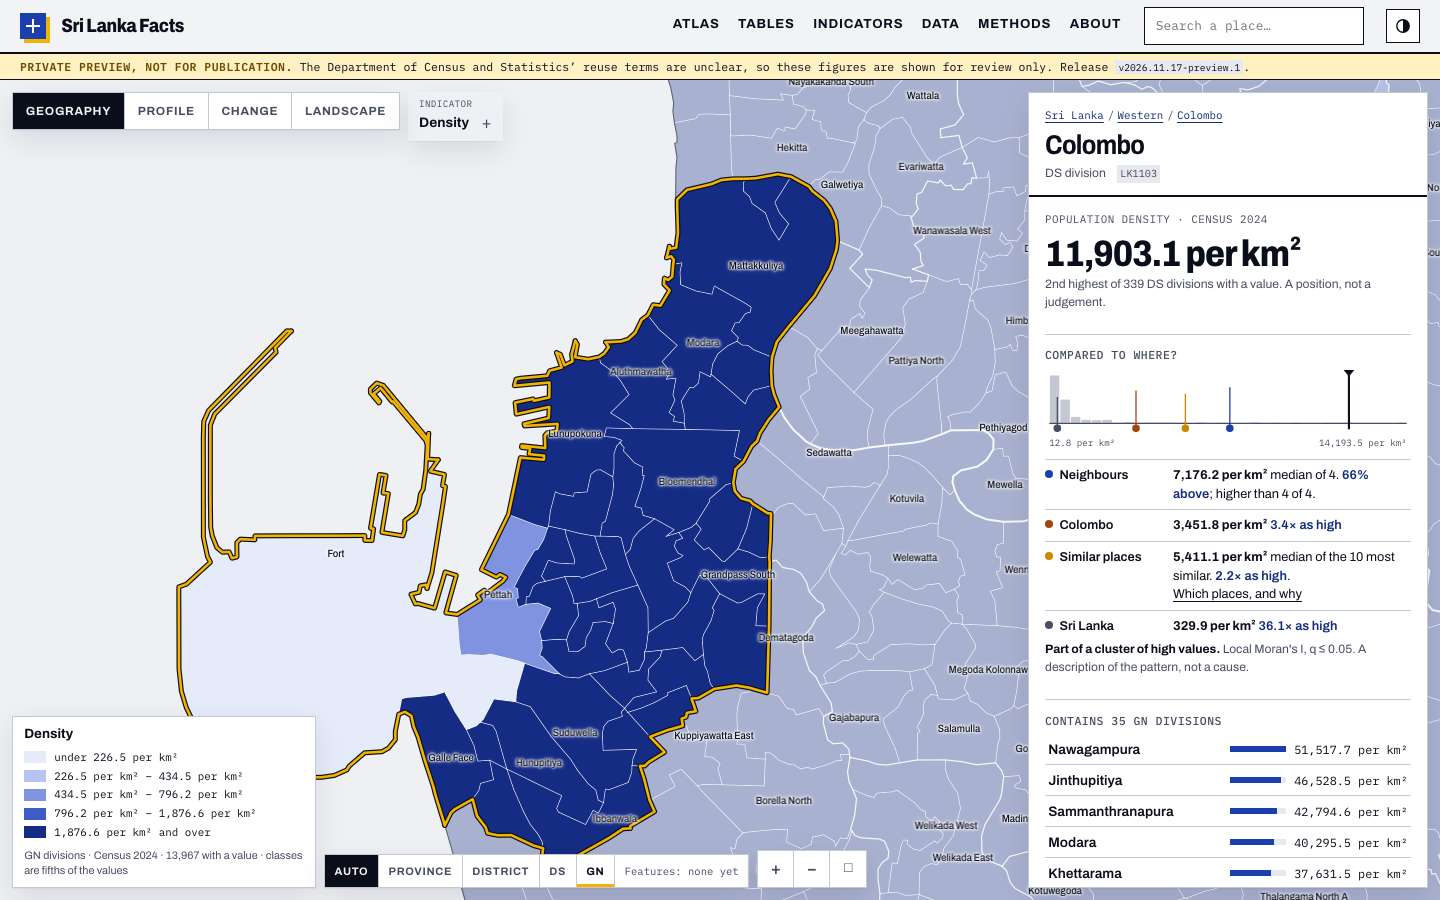 Sri Lanka Facts
ATLAS TABLES INDICATORS DATA METHODS ABOUT
Search a place…
PRIVATE PREVIEW, NOT FOR PUBLICATION. The Department of Census and Statistics’ reuse terms are unclear, so these figures are shown for review only. Release v2026.11.17-preview.1.
GEOGRAPHY PROFILE CHANGE LANDSCAPE
INDICATOR
Density +
Nayakakanda South
Wattala
Hekitta
Evariwatta
Galwetiya
Wanawasala West
Mattakkuliya
Meegahawatta
Modara
Pattiya North
Aluthmawatha
Lunupokuna
Sedawatta
Bloemendhal
Mewella
Kotuvila
Fort
Welewatta
Grandpass South
Pettah
Dematagoda
Gajabapura
Salamulla
Suduwella
Kuppiyawatta East
Galle Face
Hunupitiya
Borella North
Ibbanwala
Welikada West
Welikada East
Kotuwegoda
Thalangama North A
Density
under 226.5 per km²
226.5 per km² – 434.5 per km²
434.5 per km² – 796.2 per km²
796.2 per km² – 1,876.6 per km²
1,876.6 per km² and over
GN divisions · Census 2024 · 13,967 with a value · classes
are fifths of the values
AUTO PROVINCE DISTRICT DS GN Features: none yet
+ −
Sri Lanka / Western / Colombo
Colombo
DS division LK1103
POPULATION DENSITY · CENSUS 2024
11,903.1 per km²
2nd highest of 339 DS divisions with a value. A position, not a
judgement.
COMPARED TO WHERE?
12.8 per km² 14,193.5 per km²
Neighbours 7,176.2 per km² median of 4. 66%
above; higher than 4 of 4.
Colombo 3,451.8 per km² 3.4× as high
Similar places 5,411.1 per km² median of the 10 most
similar. 2.2× as high.
Which places, and why
Sri Lanka 329.9 per km² 36.1× as high
Part of a cluster of high values. Local Moran's I, q ≤ 0.05. A
description of the pattern, not a cause.
CONTAINS 35 GN DIVISIONS
Nawagampura 51,517.7 per km²
Jinthupitiya 46,528.5 per km²
Sammanthranapura 42,794.6 per km²
Modara 40,295.5 per km²
Khettarama 37,631.5 per km²